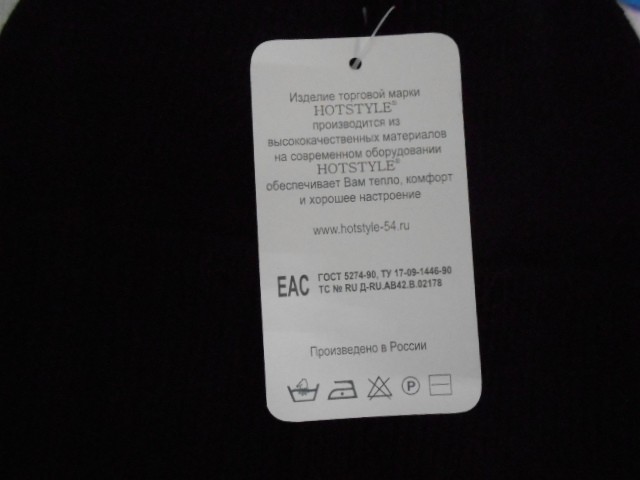 Изделие торговой марки
HOTSTYLE®
производится из
высококачественных материалов
на современном оборудовании
HOTSTYLE®
обеспечивает Вам тепло, комфорт
и хорошее настроение
www.hotstyle-54.ru
EAC
ГОСТ 5274-90, ТУ 17-09-1446-90
ТС № RU Д-RU.АВ42.В.02178
Произведено в России
P